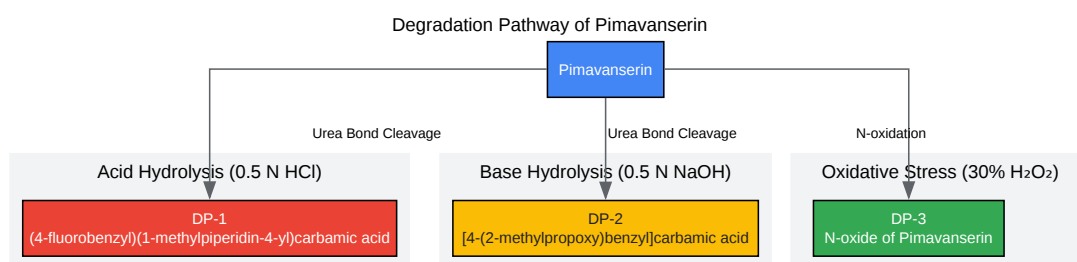 Degradation Pathway of Pimavanserin
Pimavanserin
Urea Bond Cleavage
Urea Bond Cleavage
N-oxidation
Acid Hydrolysis (0.5 N HCl)
Base Hydrolysis (0.5 N NaOH)
Oxidative Stress (30% H₂O₂)
DP-1
(4-fluorobenzyl)(1-methylpiperidin-4-yl)carbamic acid
DP-2
[4-(2-methylpropoxy)benzyl]carbamic acid
DP-3
N-oxide of Pimavanserin